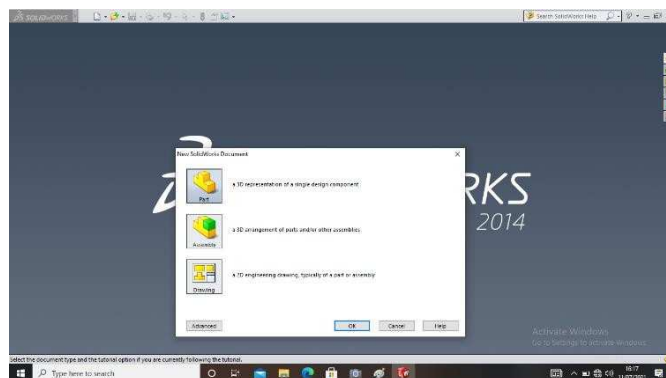 SOLIDWORKS
Search SolidWorks Help
RKS
2014
New SolidWorks Document
Part
a 3D representation of a single design component
Assembly
a 3D arrangement of parts and/or other assemblies
Drawing
a 2D engineering drawing, typically of a part or assembly
Advanced
OK
Cancel
Help
Activate Windows
Go to Settings to activate Windows.
Select the document type and the tutorial option if you are currently following the tutorial.
Type here to search
16:17